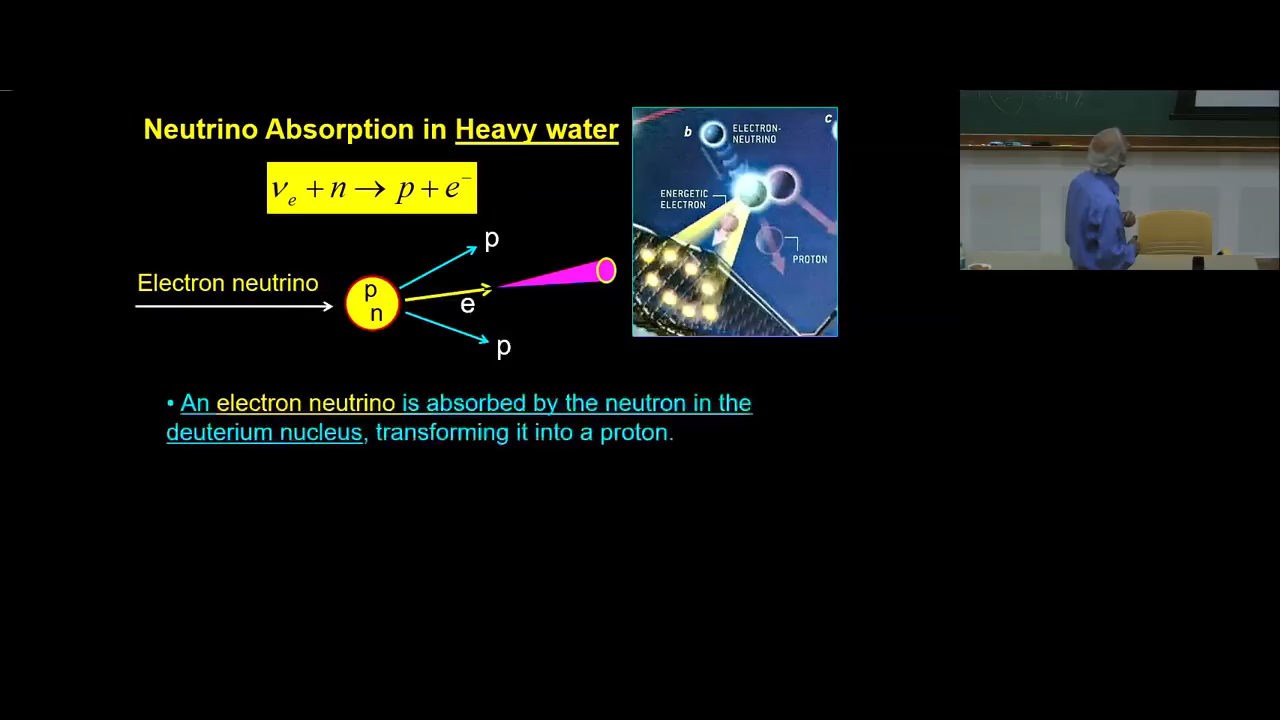 Neutrino Absorption in Heavy water
νₑ + n → p + e⁻
Electron neutrino
p
n
p
e
p
b
ELECTRON-
NEUTRINO
c
ENERGETIC
ELECTRON
PROTON
• An electron neutrino is absorbed by the neutron in the
deuterium nucleus, transforming it into a proton.